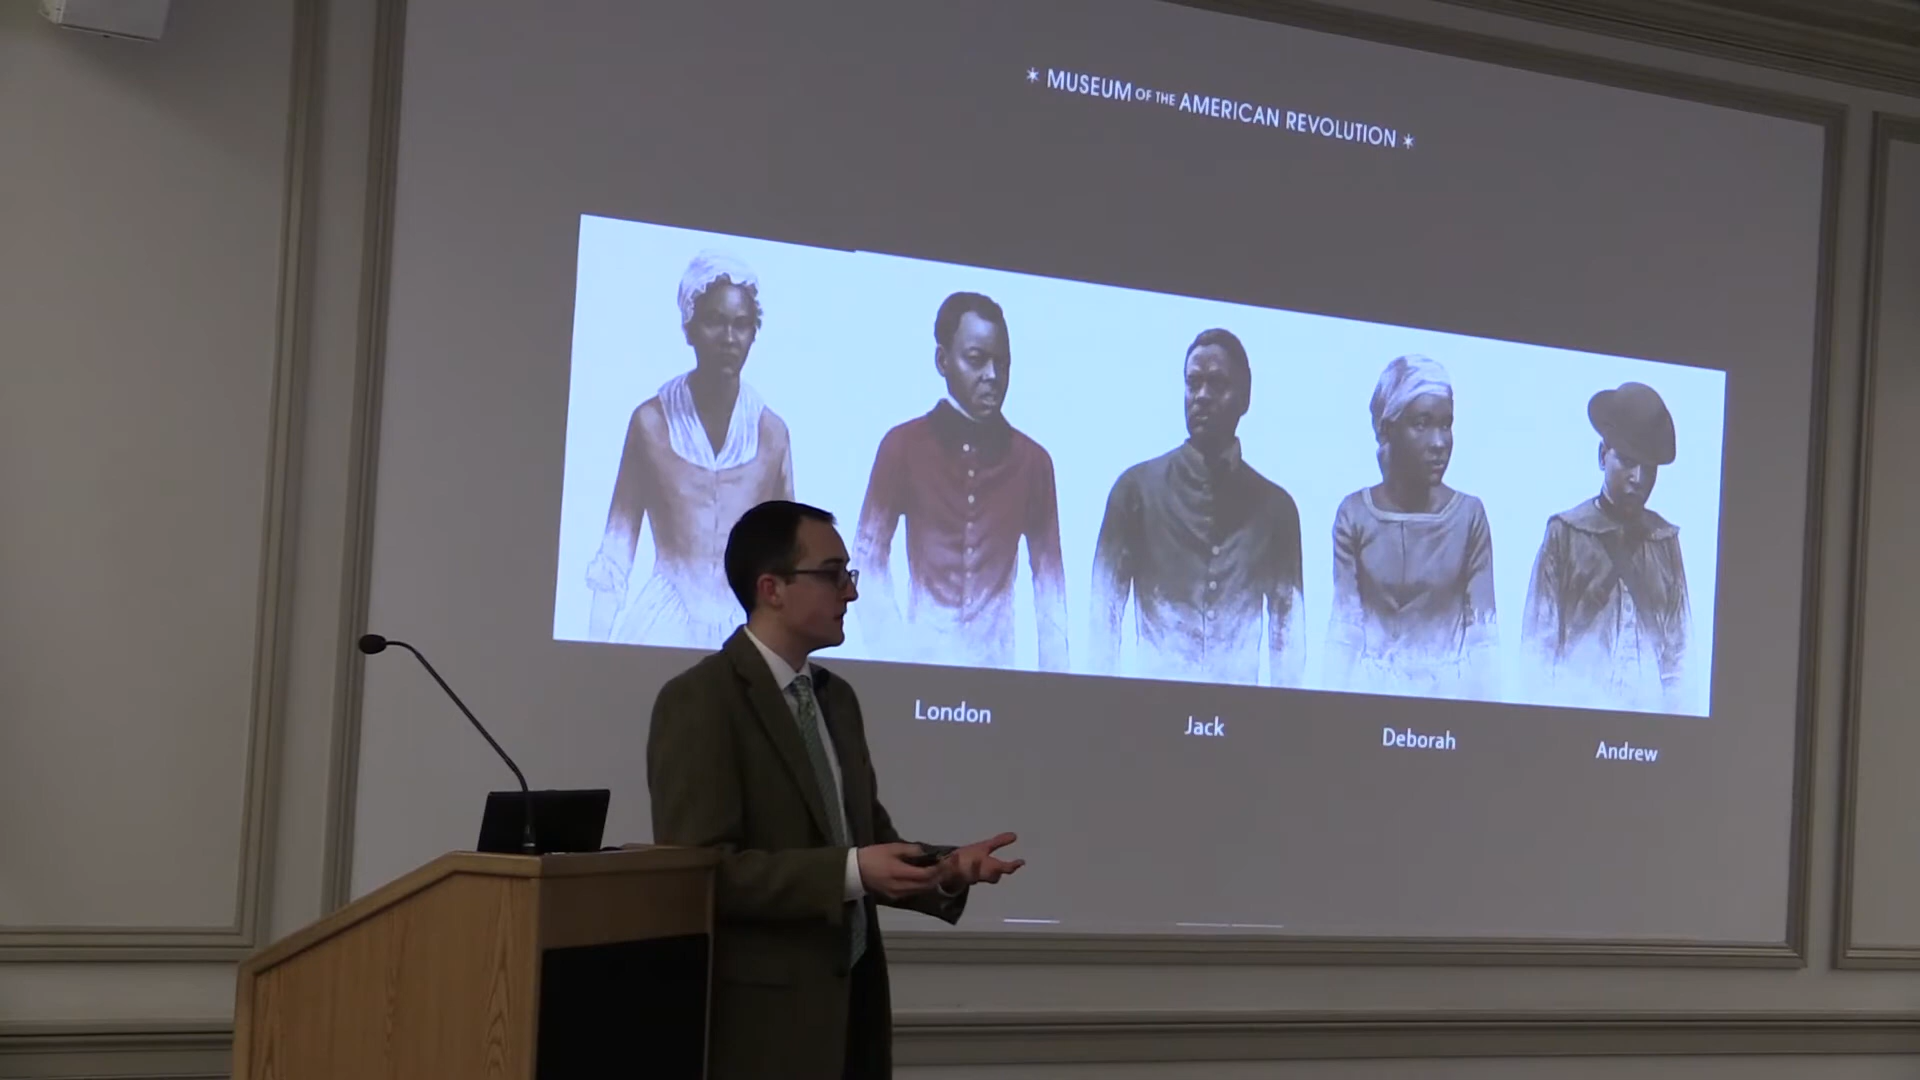 * MUSEUM OF THE AMERICAN REVOLUTION *
London
Jack
Deborah
Andrew